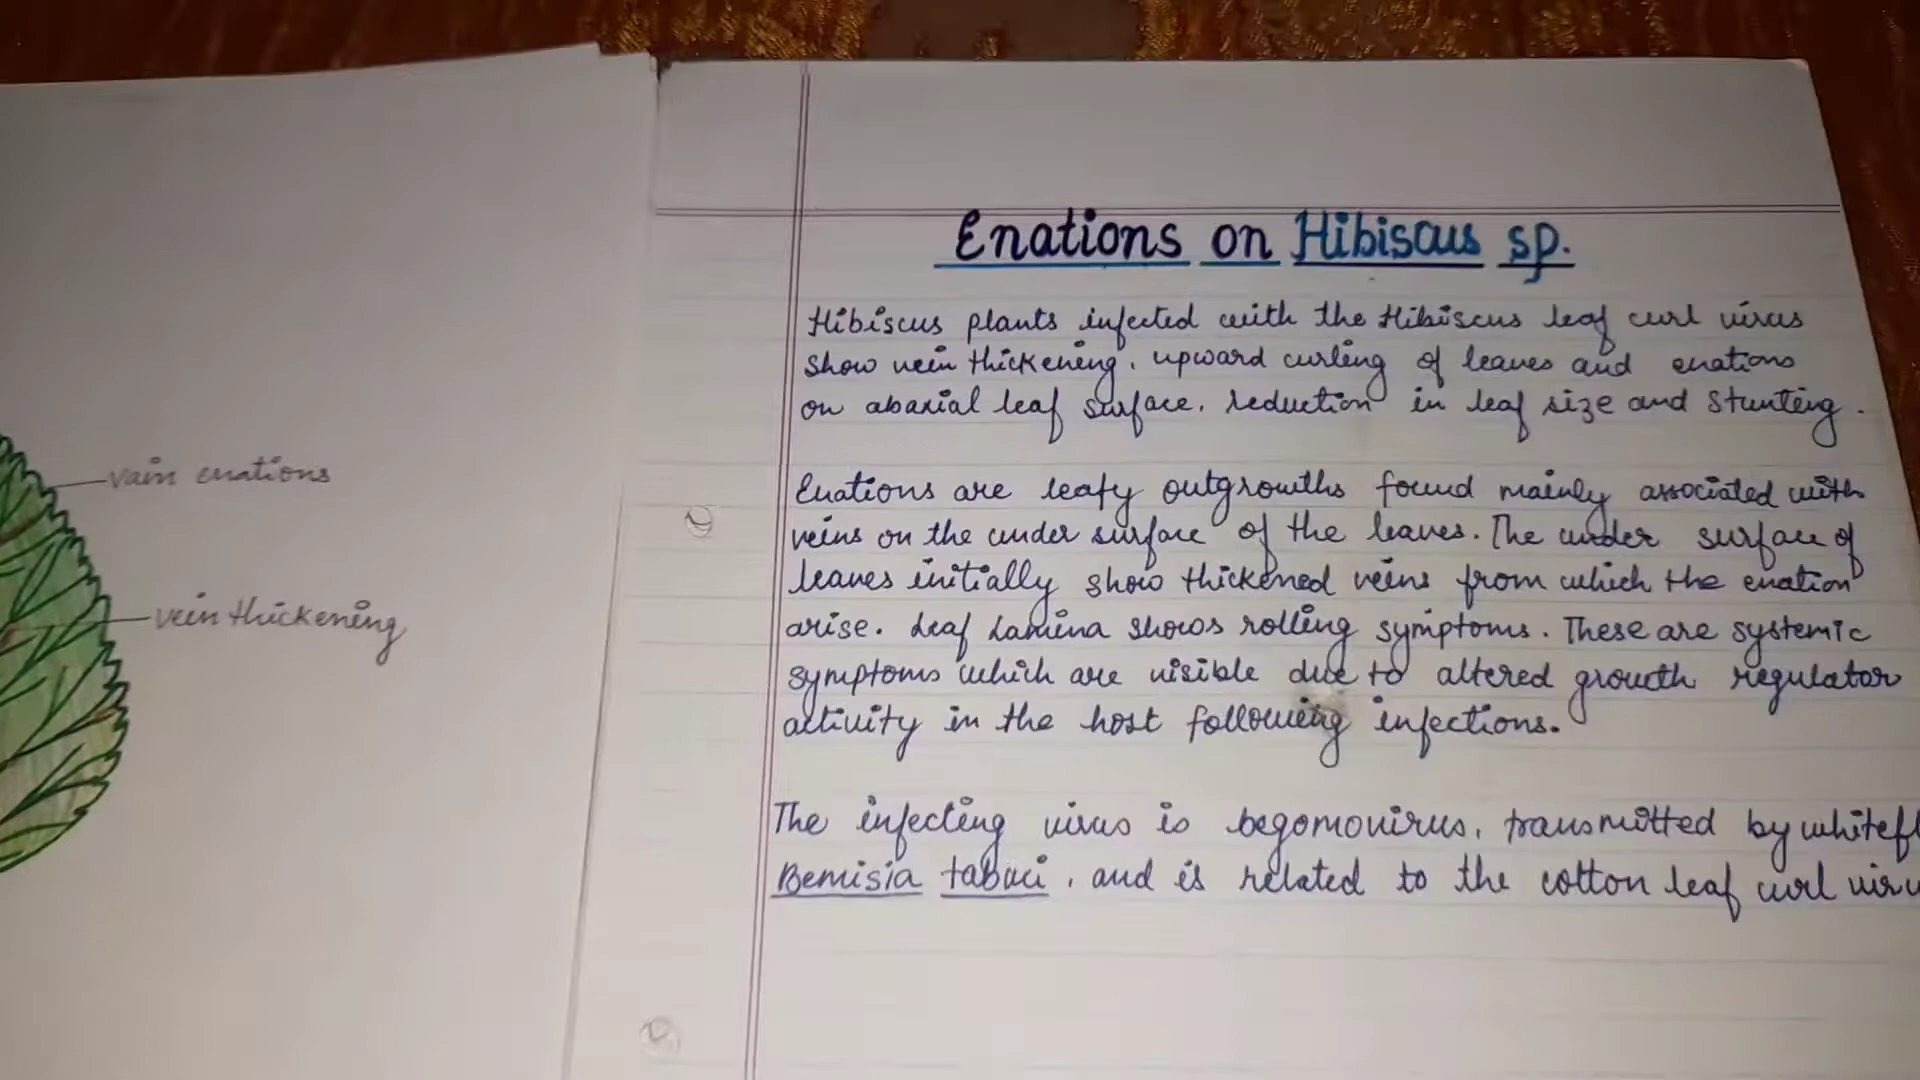 vain enations
vein thickening
Enations on Hibiscus sp.
Hibiscus plants infected with the Hibiscus leaf curl virus
show vein thickening, upward curling of leaves and enations
on abaxial leaf surface, reduction in leaf size and stunting.
Enations are leafy outgrowths found mainly associated with
veins on the under surface of the leaves. The under surface of
leaves initially show thickened veins from which the enation
arise. Leaf Lamina shows rolling symptoms. These are systemic
symptoms which are visible due to altered growth regulator
activity in the host following infections.
The infecting virus is begomovirus, transmitted by whitefl
Bemisia tabaci, and is related to the cotton leaf curl viru